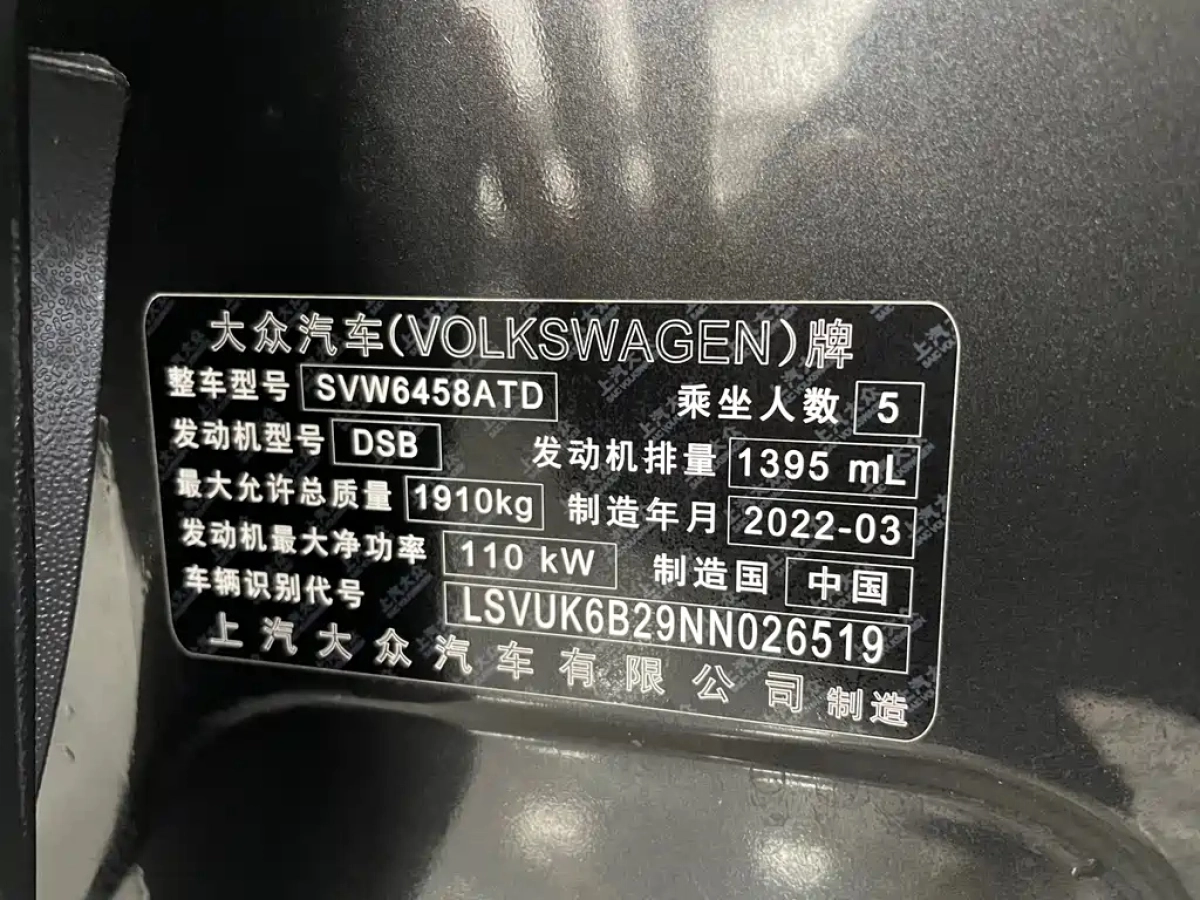 大众汽车(VOLKSWAGEN)牌
整车型号 SVW6458ATD 乘坐人数 5
发动机型号 DSB 发动机排量 1395 mL
最大允许总质量 1910kg 制造年月 2022-03
发动机最大净功率 110 kW 制造国 中国
车辆识别代号 LSVUK6B29NN026519
上汽大众汽车有限公司 制造